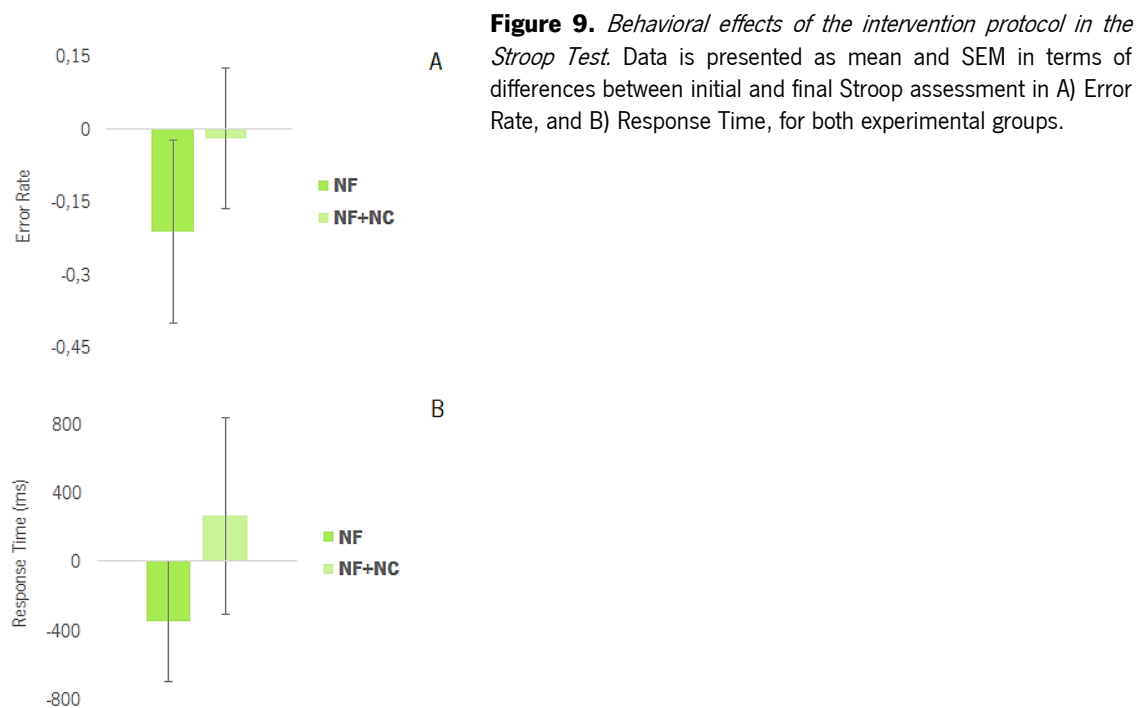 Figure 9. Behavioral effects of the intervention protocol in the
Stroop Test. Data is presented as mean and SEM in terms of
differences between initial and final Stroop assessment in A) Error
Rate, and B) Response Time, for both experimental groups.
A
0,15
0
-0,15
-0,3
-0,45
Error Rate
NF
NF+NC
B
800
400
0
-400
-800
Response Time (ms)
NF
NF+NC